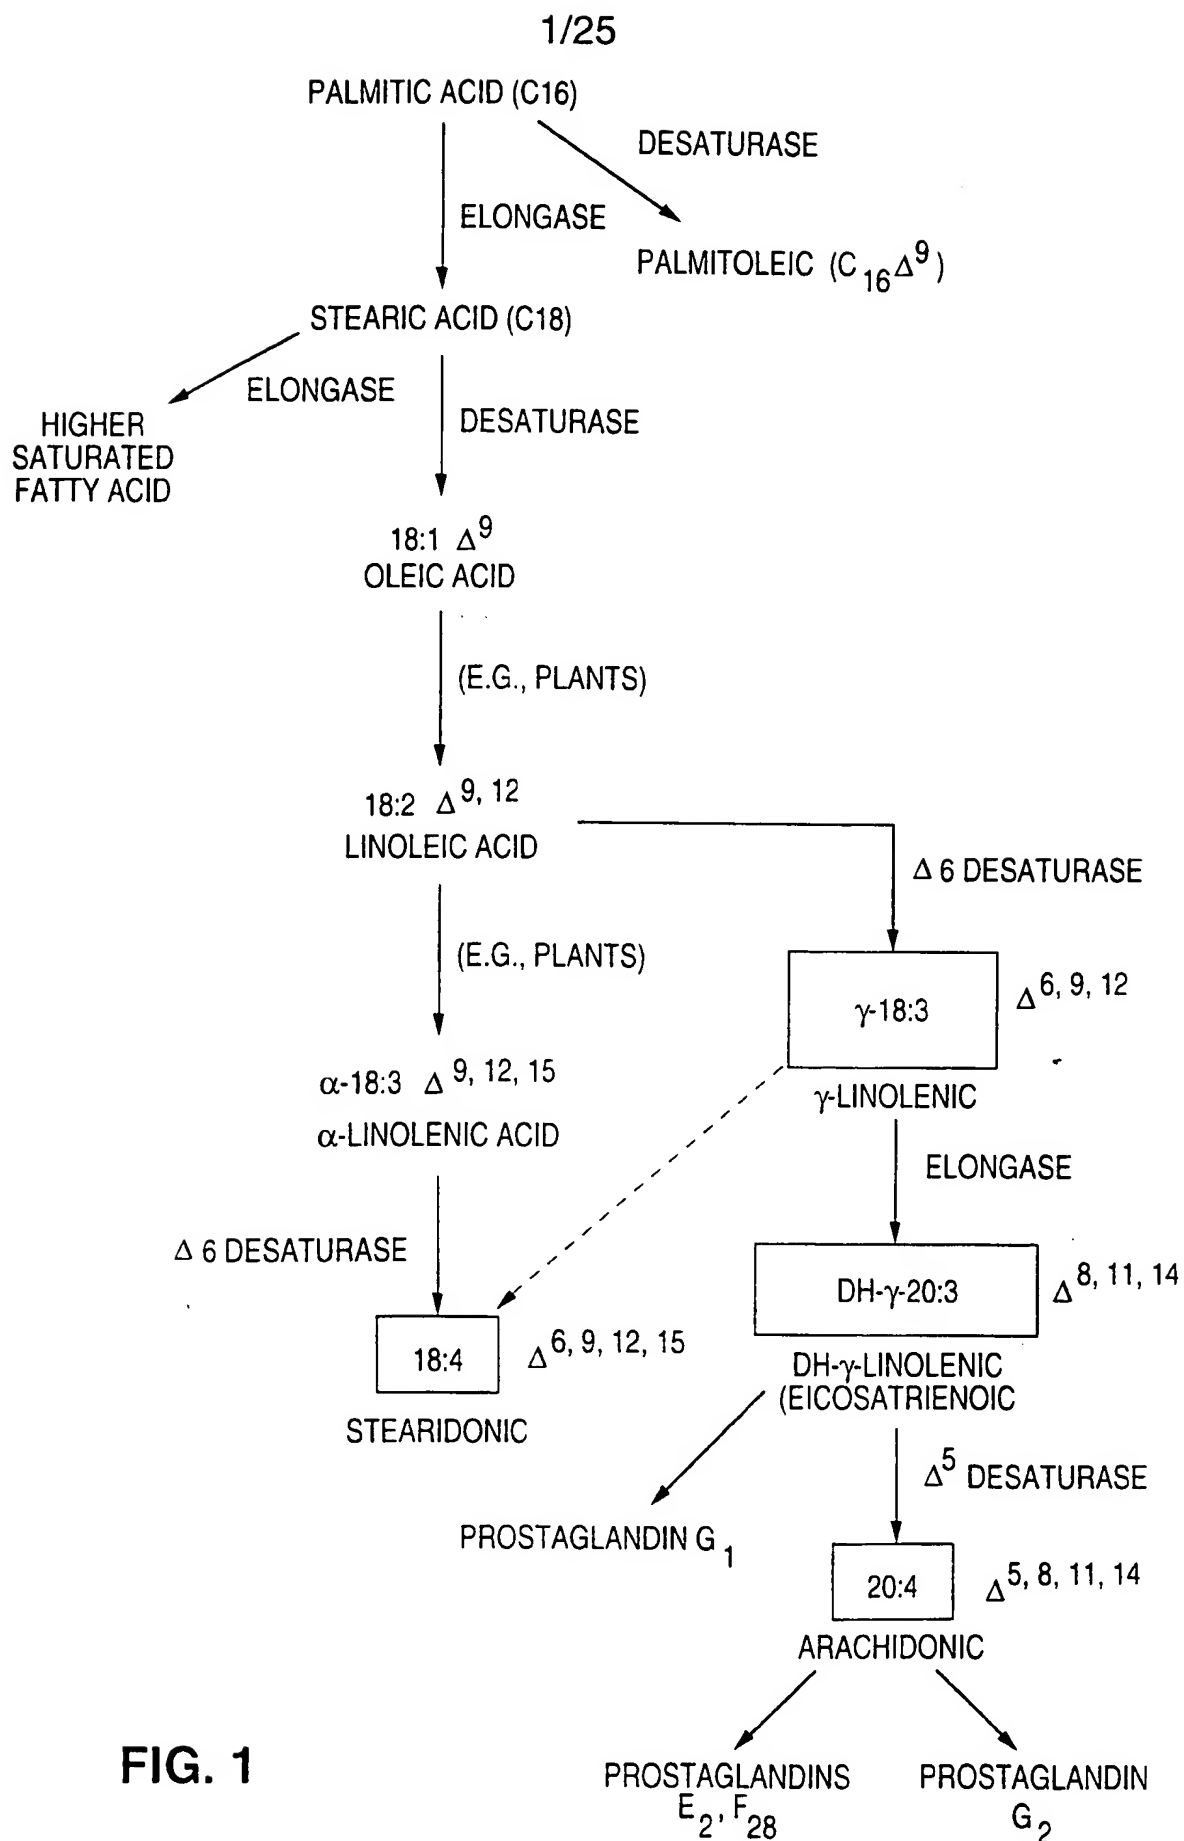 1/25
PALMITIC ACID (C16)
DESATURASE
ELONGASE
PALMITOLEIC (C16Δ9)
STEARIC ACID (C18)
ELONGASE
DESATURASE
HIGHER
SATURATED
FATTY ACID
18:1 Δ9
OLEIC ACID
(E.G., PLANTS)
18:2 Δ9, 12
LINOLEIC ACID
Δ 6 DESATURASE
(E.G., PLANTS)
γ-18:3
Δ6, 9, 12
γ-LINOLENIC
α-18:3 Δ9, 12, 15
α-LINOLENIC ACID
ELONGASE
Δ 6 DESATURASE
DH-γ-20:3
Δ8, 11, 14
18:4
Δ6, 9, 12, 15
DH-γ-LINOLENIC
(EICOSATRIENOIC
STEARIDONIC
Δ5 DESATURASE
PROSTAGLANDIN G1
20:4
Δ5, 8, 11, 14
ARACHIDONIC
FIG. 1
PROSTAGLANDINS
E2, F28
PROSTAGLANDIN
G2